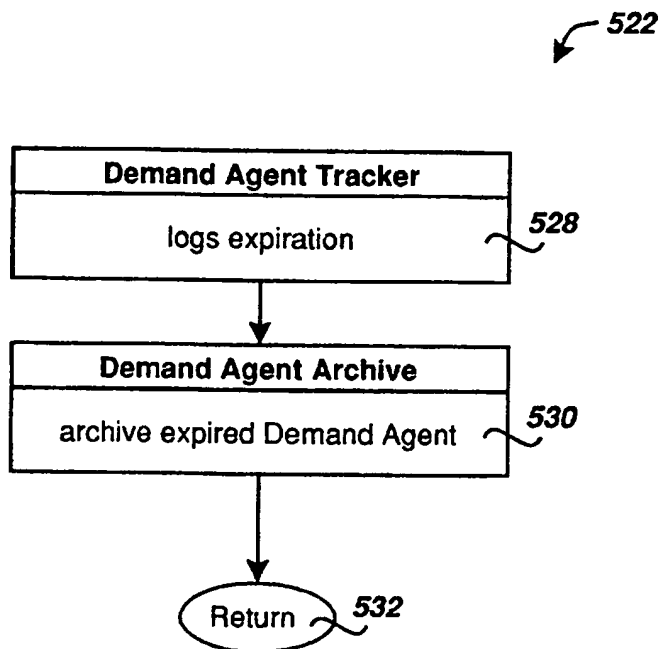 522
Demand Agent Tracker
logs expiration
528
Demand Agent Archive
archive expired Demand Agent
530
Return
532